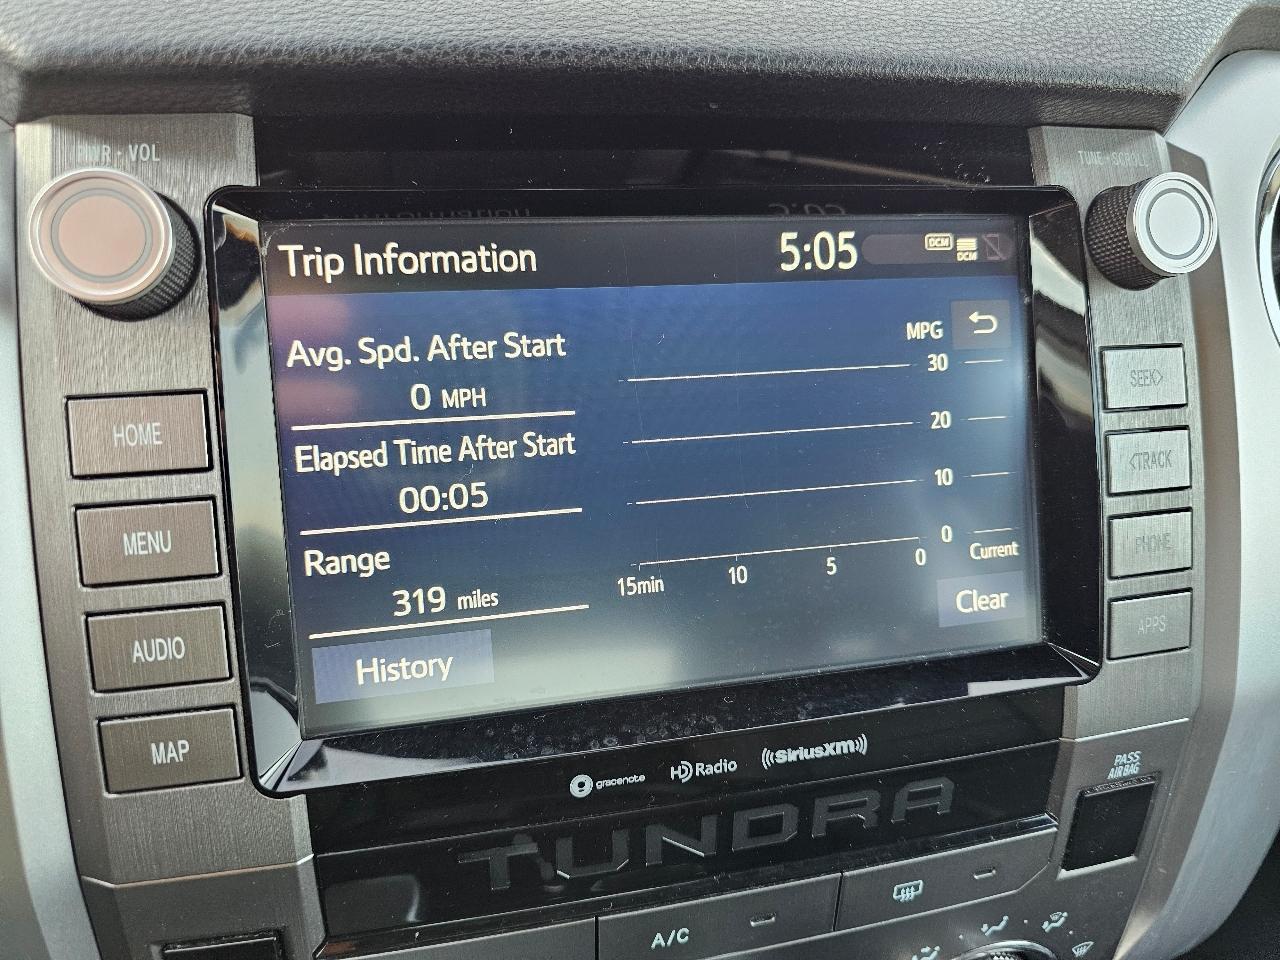 PWR • VOL
TUNE • SCROLL
Trip Information
5:05
DCM
DCM
MPG
Avg. Spd. After Start
0 MPH
30
20
10
0
Elapsed Time After Start
00:05
Range
319 miles
15min 10 5 0
Current
Clear
History
HOME
MENU
AUDIO
MAP
SEEK>
<TRACK
PHONE
APPS
gracenote
HD Radio
SiriusXM
TUNDRA
PASS
AIR BAG
A/C